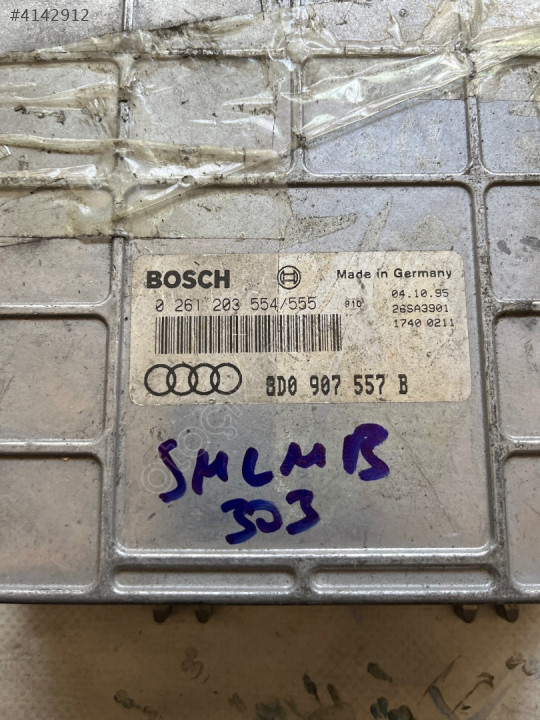 #4142912
BOSCH Made in Germany
0 261 203 554/555 04.10.95
26SA3901
1740 0211
8D0 907 557 B
SMLMB
303